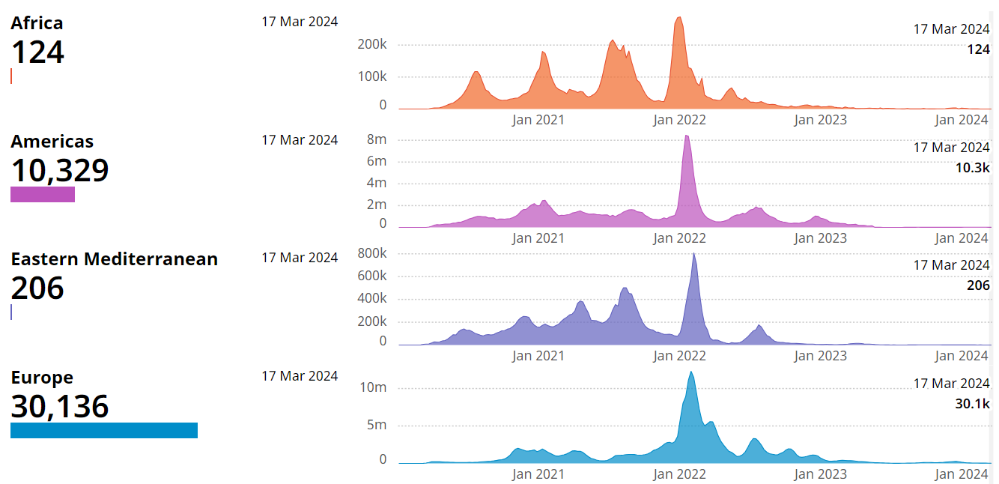 Africa
17 Mar 2024
124
200k
100k
0
17 Mar 2024
124
Jan 2021
Jan 2022
Jan 2023
Jan 2024
Americas
17 Mar 2024
10,329
8m
6m
4m
2m
0
17 Mar 2024
10.3k
Jan 2021
Jan 2022
Jan 2023
Jan 2024
Eastern Mediterranean
17 Mar 2024
206
800k
600k
400k
200k
0
17 Mar 2024
206
Jan 2021
Jan 2022
Jan 2023
Jan 2024
Europe
17 Mar 2024
30,136
10m
5m
0
17 Mar 2024
30.1k
Jan 2021
Jan 2022
Jan 2023
Jan 2024